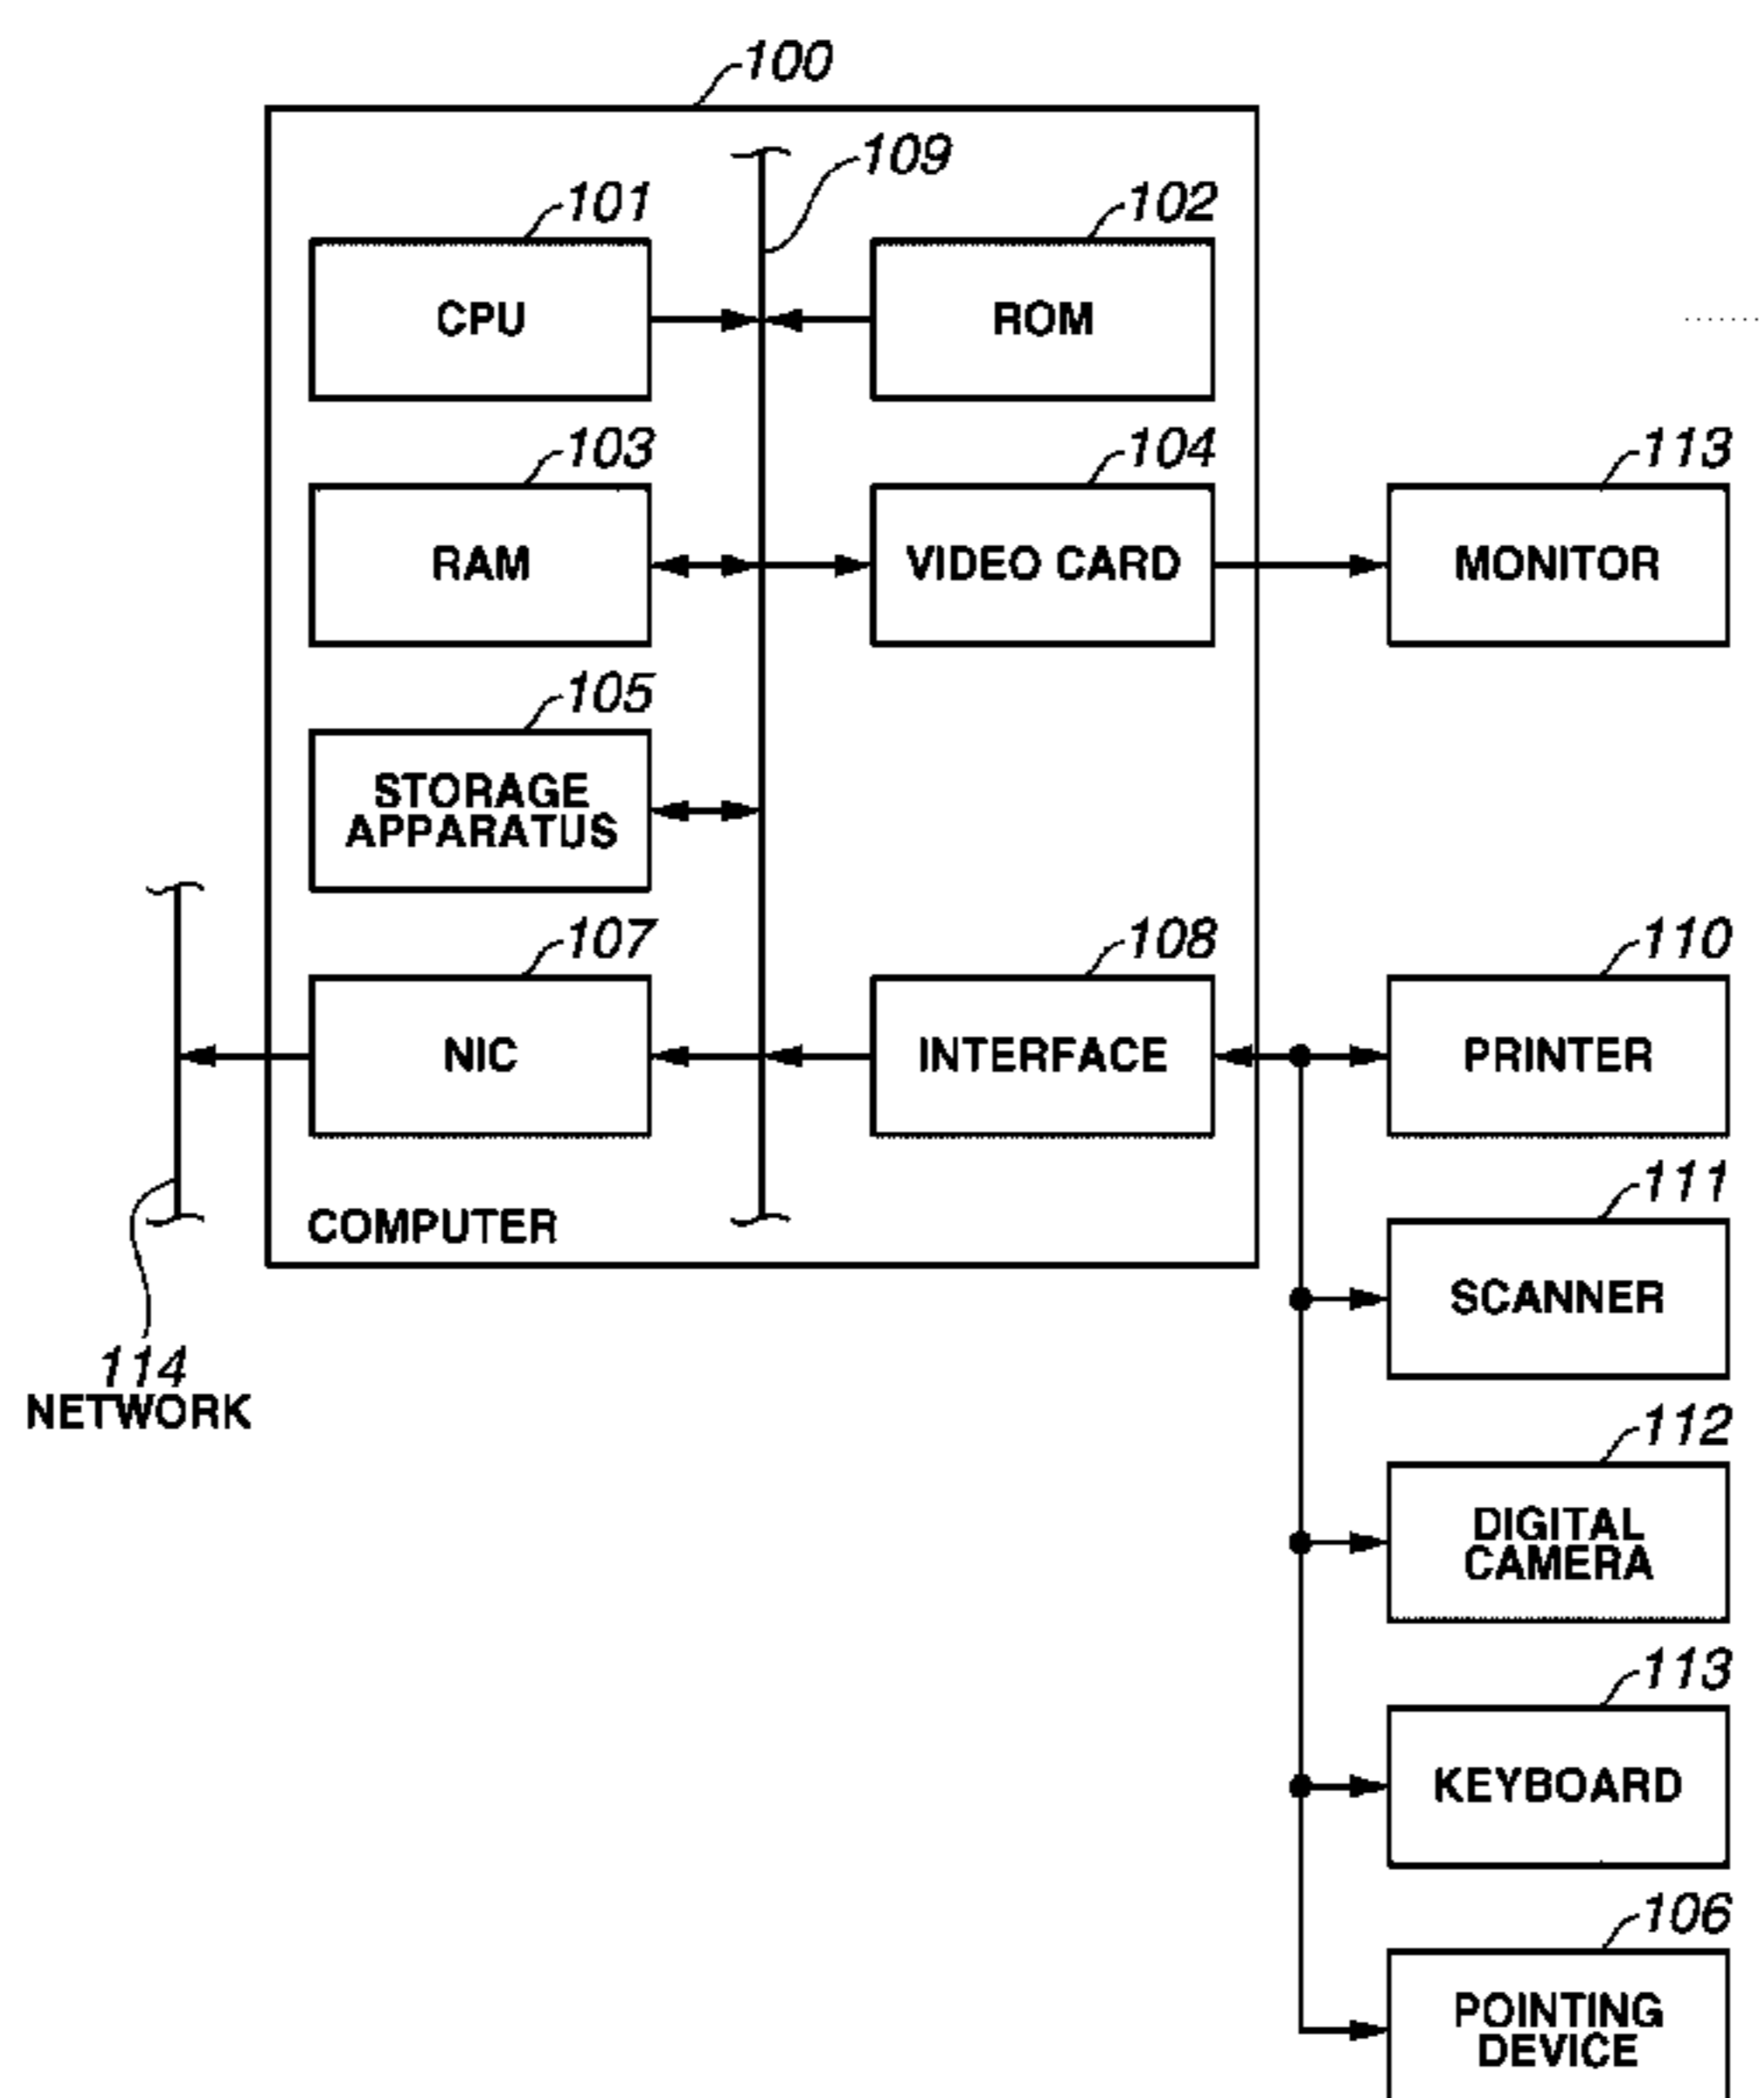 100
109
101
102
CPU
ROM
103
104
113
RAM
VIDEO CARD
MONITOR
105
STORAGE
APPARATUS
107
108
110
NIC
INTERFACE
PRINTER
111
COMPUTER
SCANNER
114
NETWORK
112
DIGITAL
CAMERA
113
KEYBOARD
106
POINTING
DEVICE